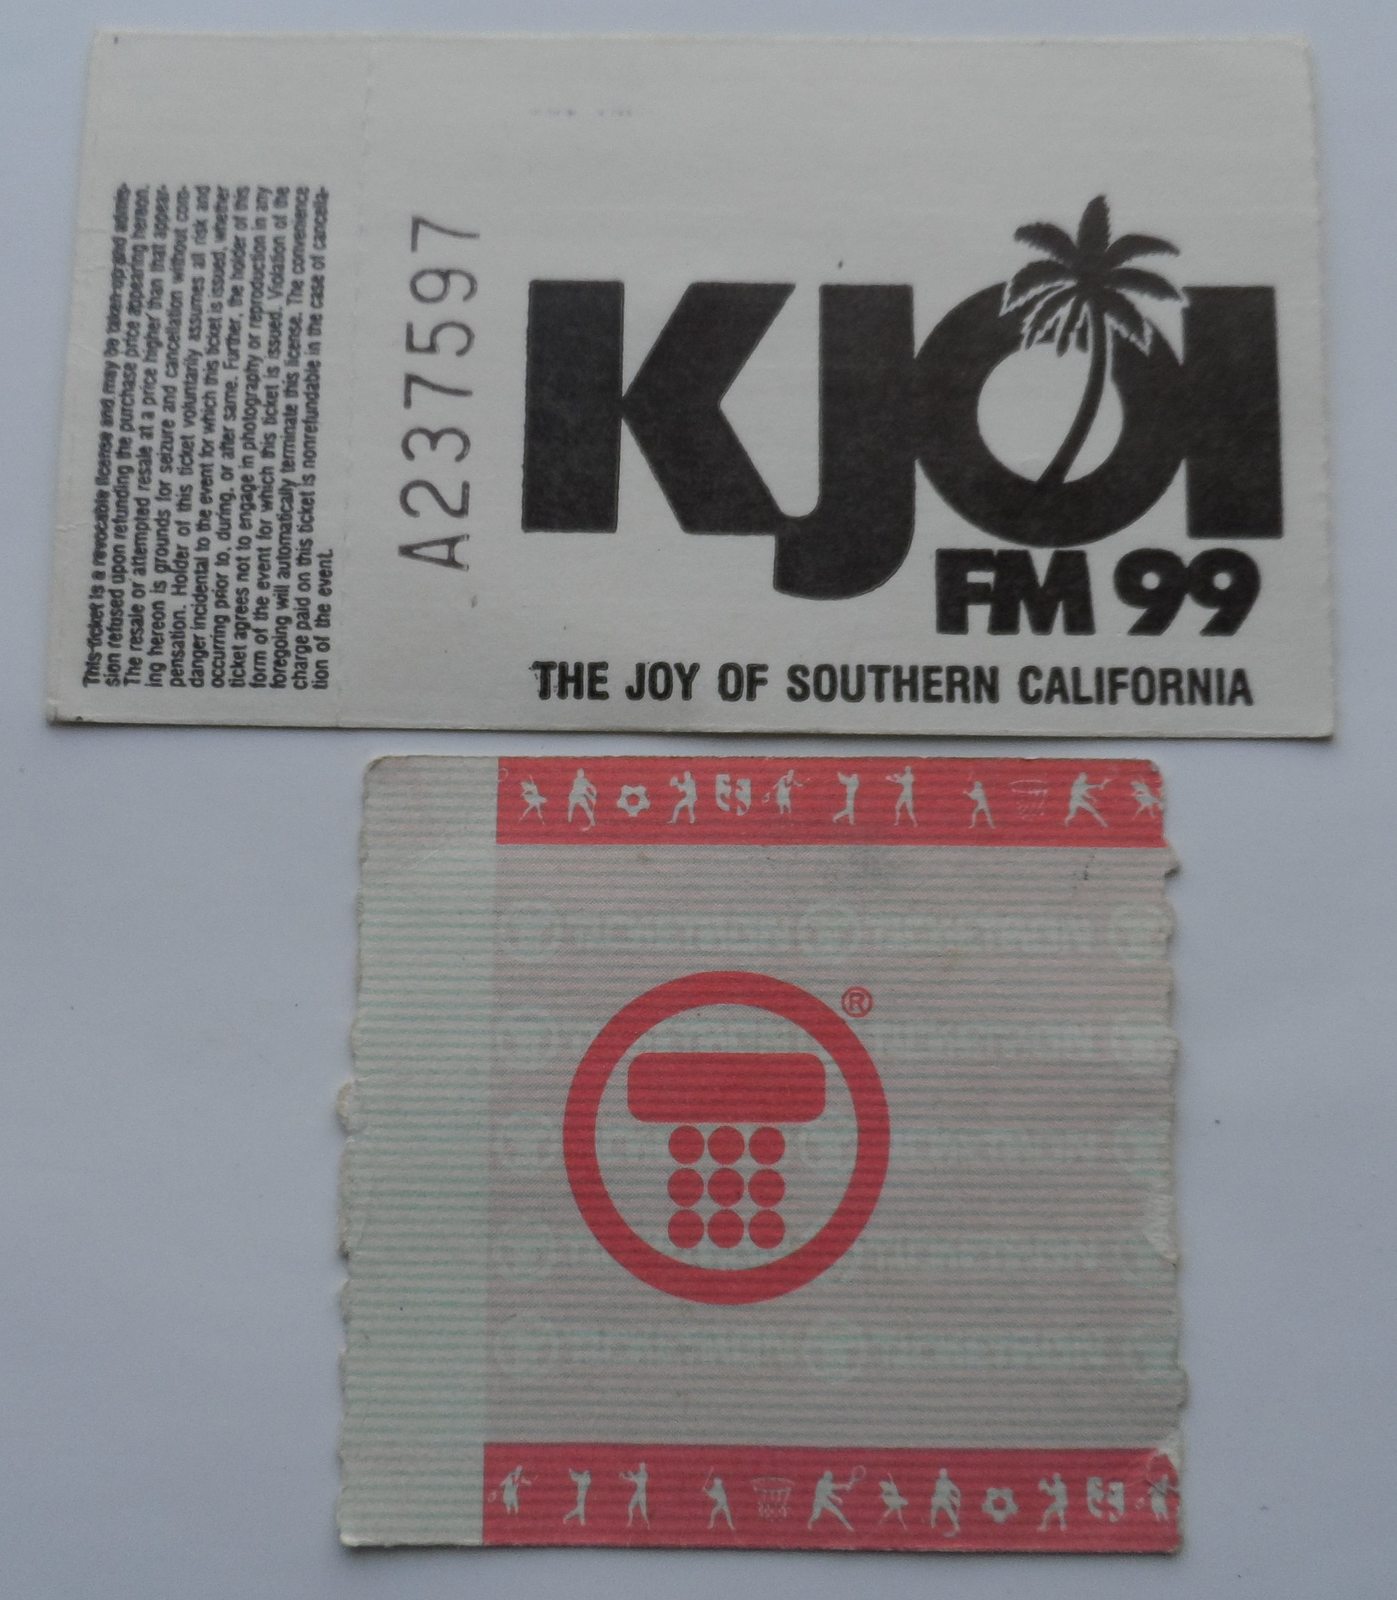 This ticket is a revocable license and may be taken up and admis-
sion refused upon refunding the purchase price appearing hereon.
The resale or attempted resale at a price higher than that appear-
ing hereon is grounds for seizure and cancellation without com-
pensation. Holder of this ticket voluntarily assumes all risk and
danger incidental to the event for which this ticket is issued, whether
occurring prior to, during, or after same. Further, the holder of this
ticket agrees not to engage in photography or reproduction in any
form of the event for which this ticket is issued. Violation of the
foregoing will automatically terminate this license. The convenience
charge paid on this ticket is nonrefundable in the case of cancella-
tion of the event.
A237597
KJOI
FM 99
THE JOY OF SOUTHERN CALIFORNIA
®